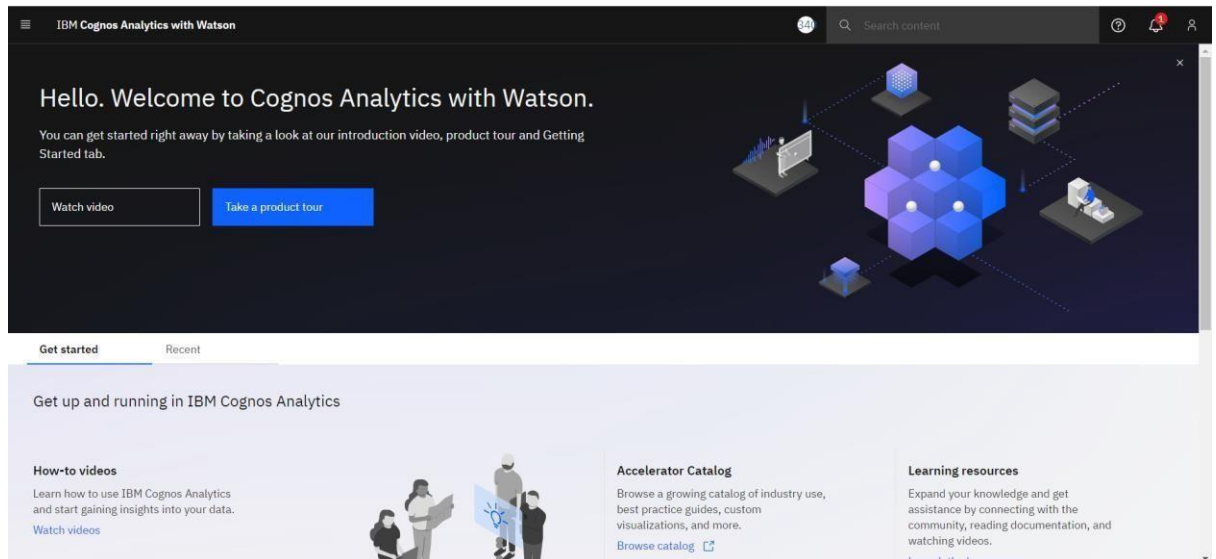 IBM Cognos Analytics with Watson
340
Search content
1
Hello. Welcome to Cognos Analytics with Watson.
You can get started right away by taking a look at our introduction video, product tour and Getting
Started tab.
Watch video
Take a product tour
Get started
Recent
Get up and running in IBM Cognos Analytics
How-to videos
Learn how to use IBM Cognos Analytics
and start gaining insights into your data.
Watch videos
Accelerator Catalog
Browse a growing catalog of industry use,
best practice guides, custom
visualizations, and more.
Browse catalog
Learning resources
Expand your knowledge and get
assistance by connecting with the
community, reading documentation, and
watching videos.